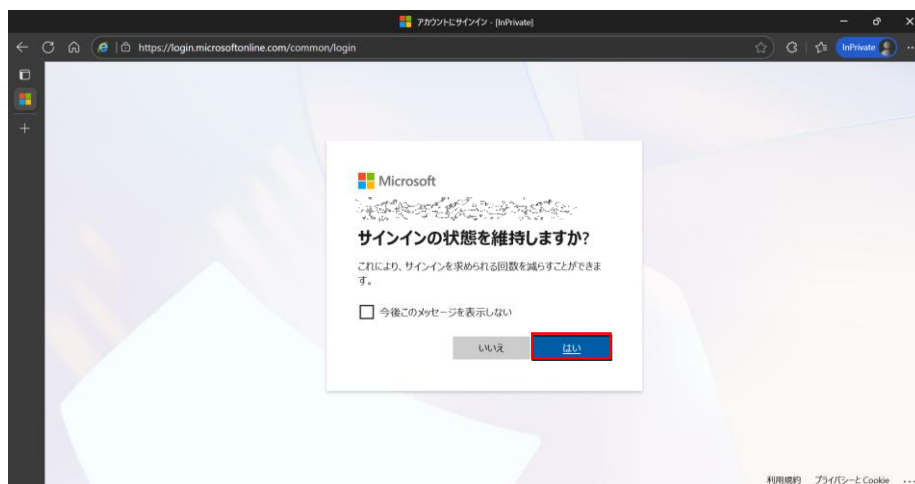 アカウントにサインイン - [InPrivate]
https://login.microsoftonline.com/common/login
InPrivate
Microsoft
サインインの状態を維持しますか?
これにより、サインインを求められる回数を減らすことができま
す。
今後このメッセージを表示しない
いいえ
はい
利用規約
プライバシーと Cookie
...